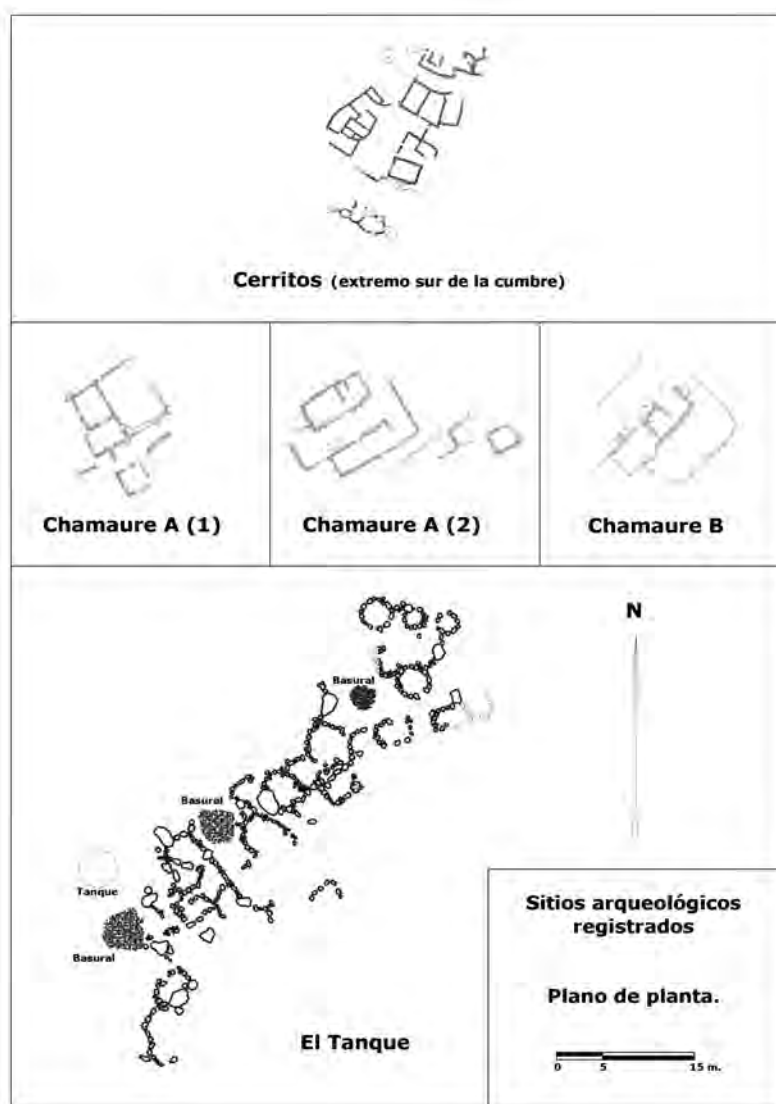 Cerritos (extremo sur de la cumbre)
Chamaure A (1)
Chamaure A (2)
Chamaure B
N
Basural
Basural
Tanque
Basural
El Tanque
Sitios arqueológicos
registrados
Plano de planta.
0 5 15 m.